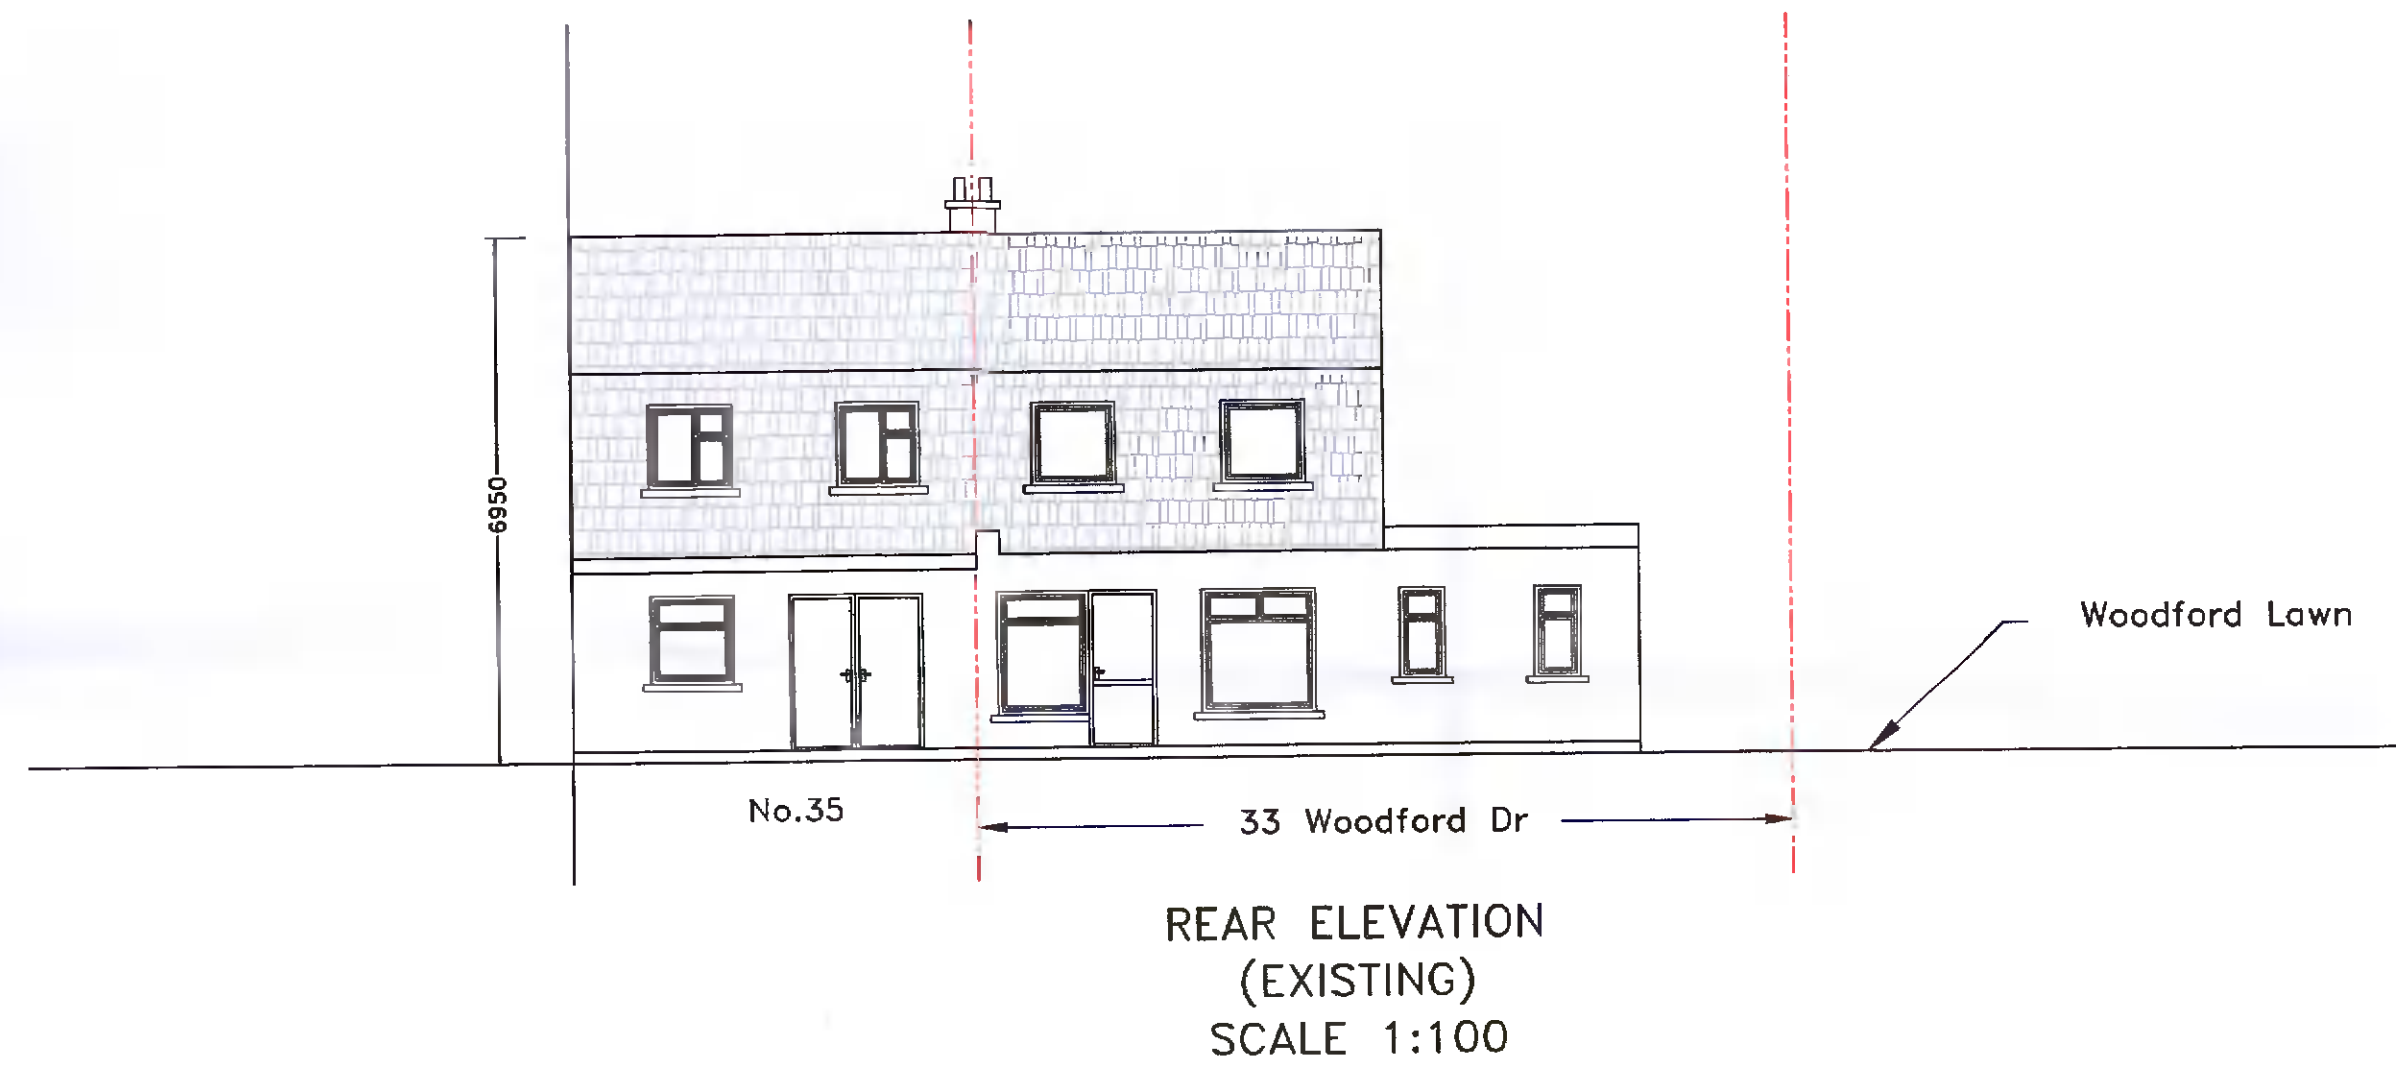 6950
Woodford Lawn
No.35
33 Woodford Dr
REAR ELEVATION
(EXISTING)
SCALE 1:100